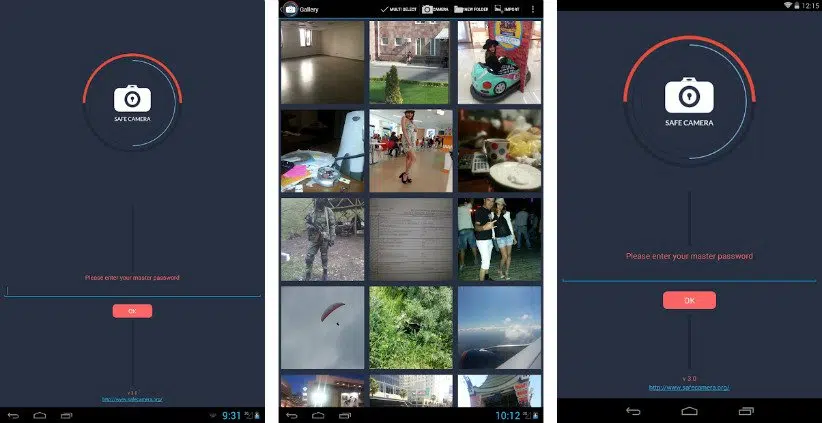 SAFE CAMERA
Please enter your master password
OK
http://www.safecamera.org/
9:31
Gallery
MULTI SELECT
CAMERA
NEW FOLDER
IMPORT
10:12
12:15
SAFE CAMERA
Please enter your master password
OK
v 3.0
http://www.safecamera.org/